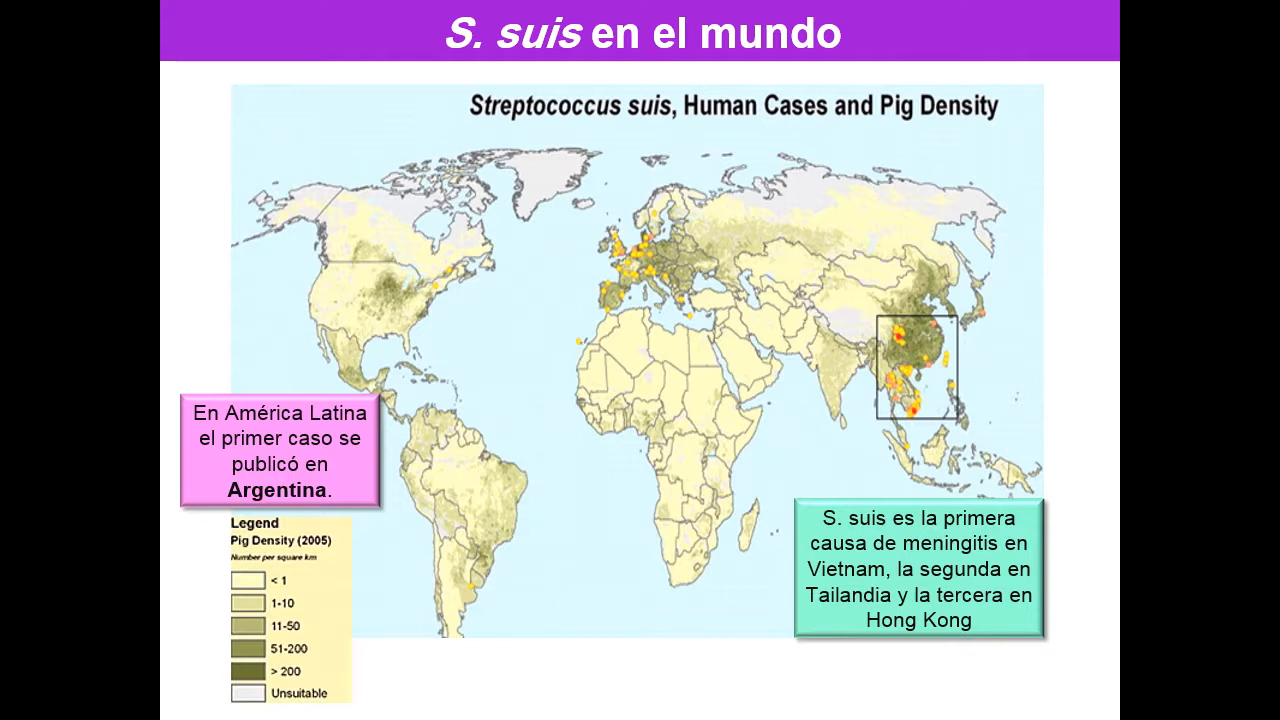 S. suis en el mundo
Streptococcus suis, Human Cases and Pig Density
En América Latina
el primer caso se
publicó en
Argentina.
Legend
Pig Density (2005)
Number per square km
< 1
1-10
11-50
51-200
> 200
Unsuitable
S. suis es la primera
causa de meningitis en
Vietnam, la segunda en
Tailandia y la tercera en
Hong Kong